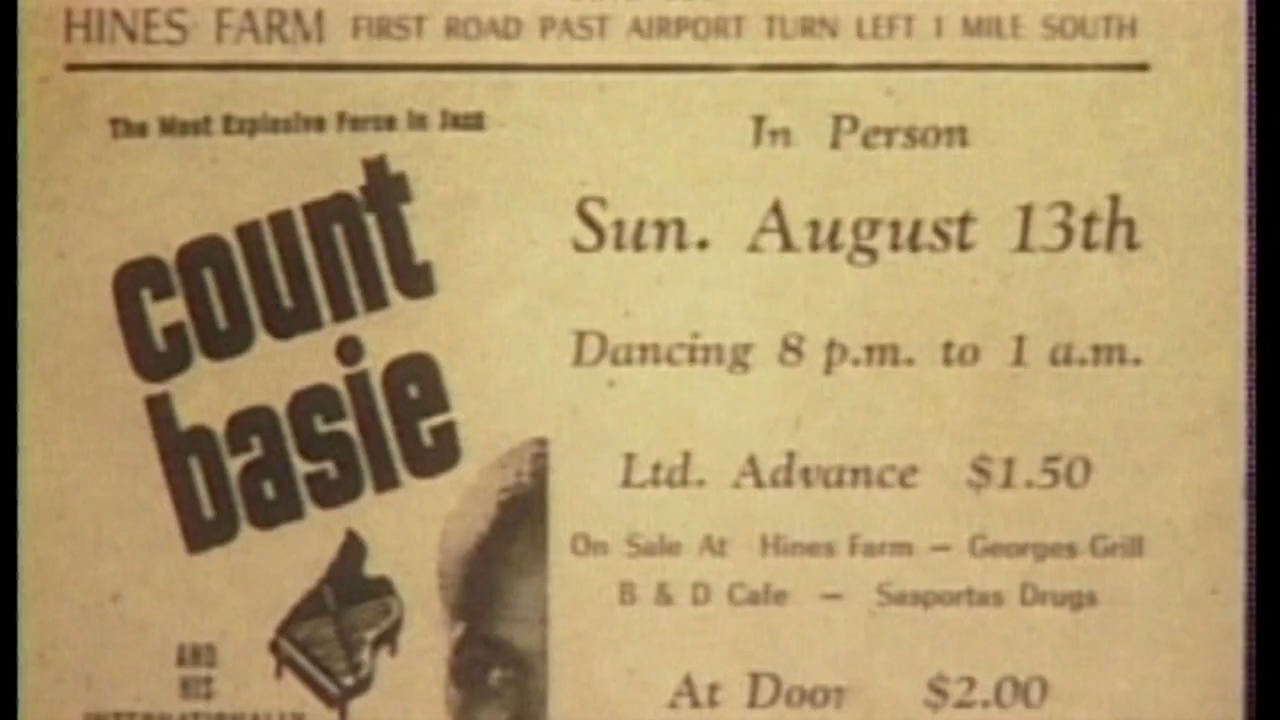 HINES FARM FIRST ROAD PAST AIRPORT TURN LEFT 1 MILE SOUTH
The Most Explosive Force in Jazz
count
basie
AND
HIS
INTERNATIONALLY
In Person
Sun. August 13th
Dancing 8 p.m. to 1 a.m.
Ltd. Advance $1.50
On Sale At Hines Farm — Georges Grill
B & D Cafe — Sasportas Drugs
At Door $2.00